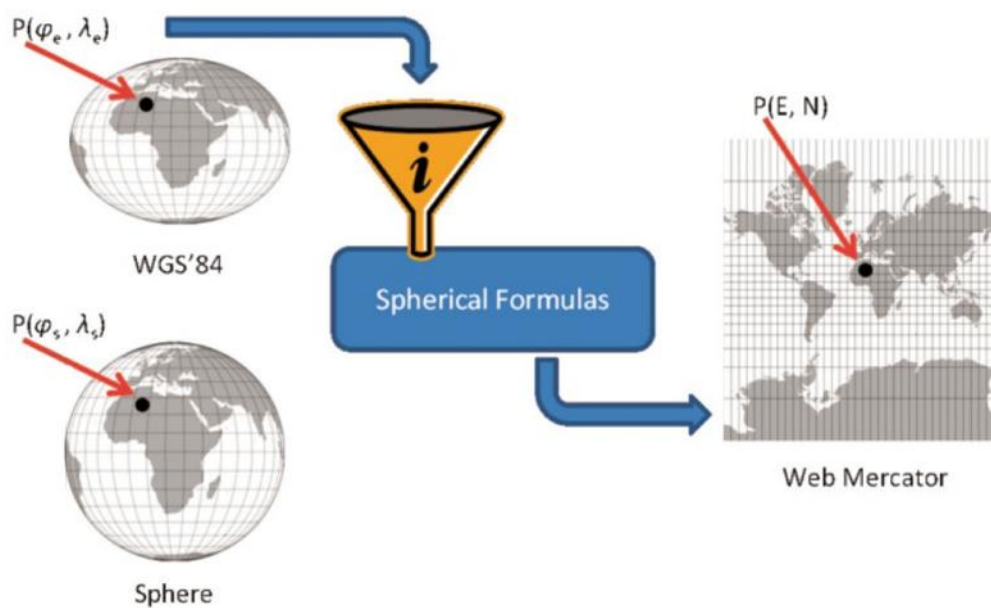 P(φₑ , λₑ)
WGS'84
i
Spherical Formulas
P(E, N)
Web Mercator
P(φₛ , λₛ)
Sphere